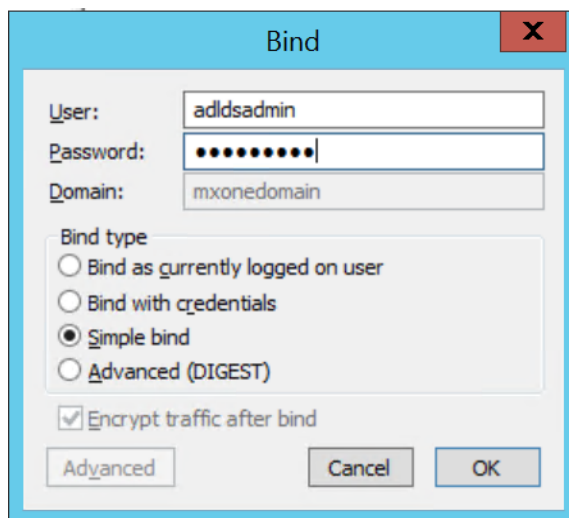 Bind
X
User: adldsadmin
Password: ●●●●●●●●●
Domain: mxonedomain
Bind type
Bind as currently logged on user
Bind with credentials
Simple bind
Advanced (DIGEST)
Encrypt traffic after bind
Advanced Cancel OK